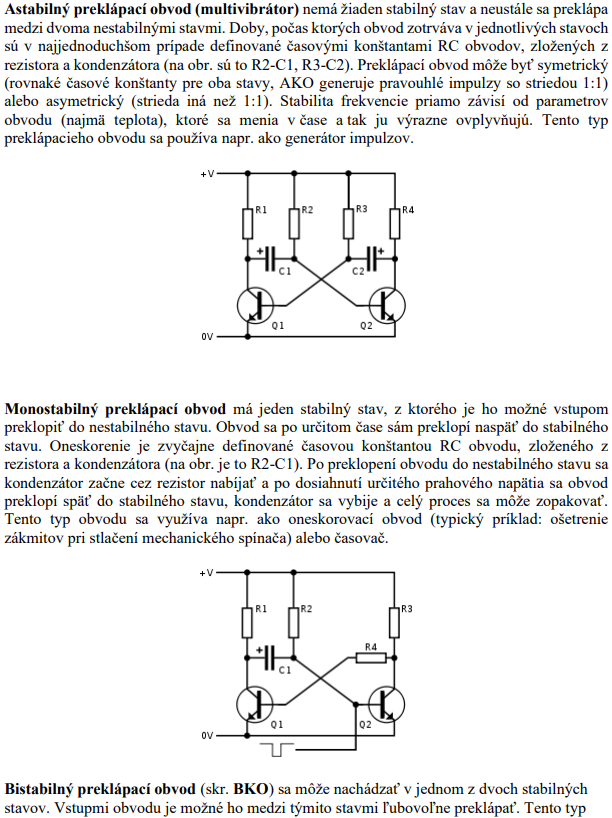 Astabilný preklápací obvod (multivibrátor) nemá žiaden stabilný stav a neustále sa preklápa
medzi dvoma nestabilnými stavmi. Doby, počas ktorých obvod zotrváva v jednotlivých stavoch
sú v najjednoduchšom prípade definované časovými konštantami RC obvodov, zložených z
rezistora a kondenzátora (na obr. sú to R2-C1, R3-C2). Preklápací obvod môže byť symetrický
(rovnaké časové konštanty pre oba stavy, AKO generuje pravouhlé impulzy so striedou 1:1)
alebo asymetrický (strieda iná než 1:1). Stabilita frekvencie priamo závisí od parametrov
obvodu (najmä teplota), ktoré sa menia v čase a tak ju výrazne ovplyvňujú. Tento typ
preklápacieho obvodu sa používa napr. ako generátor impulzov.
+V
R1 R2 R3 R4
+ +
C1 C2
Q1 Q2
0V
Monostabilný preklápací obvod má jeden stabilný stav, z ktorého je ho možné vstupom
preklopiť do nestabilného stavu. Obvod sa po určitom čase sám preklopí naspäť do stabilného
stavu. Oneskorenie je zvyčajne definované časovou konštantou RC obvodu, zloženého z
rezistora a kondenzátora (na obr. je to R2-C1). Po preklopení obvodu do nestabilného stavu sa
kondenzátor začne cez rezistor nabíjať a po dosiahnutí určitého prahového napätia sa obvod
preklopí späť do stabilného stavu, kondenzátor sa vybije a celý proces sa môže zopakovať.
Tento typ obvodu sa využíva napr. ako oneskorovací obvod (typický príklad: ošetrenie
zákmitov pri stlačení mechanického spínača) alebo časovač.
+V
R1 R2 R3
+ R4
C1
Q1 Q2
0V
Bistabilný preklápací obvod (skr. BKO) sa môže nachádzať v jednom z dvoch stabilných
stavov. Vstupmi obvodu je možné ho medzi týmito stavmi ľubovoľne preklápať. Tento typ